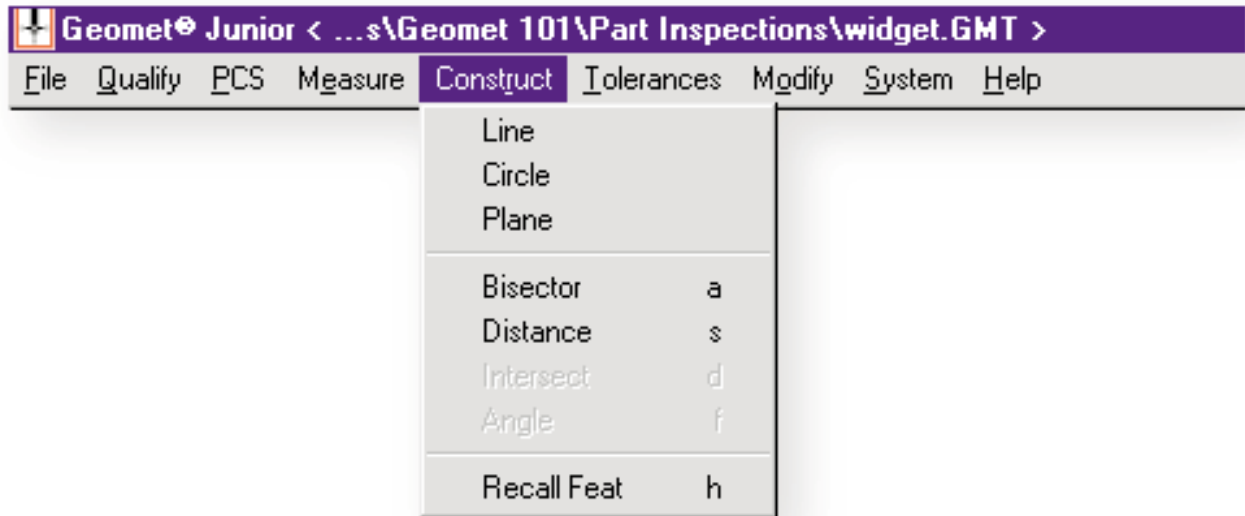 Geomet® Junior < ...s\Geomet 101\Part Inspections\widget.GMT >
File Qualify PCS Measure Construct Tolerances Modify System Help
Line
Circle
Plane
Bisector a
Distance s
Intersect d
Angle f
Recall Feat h